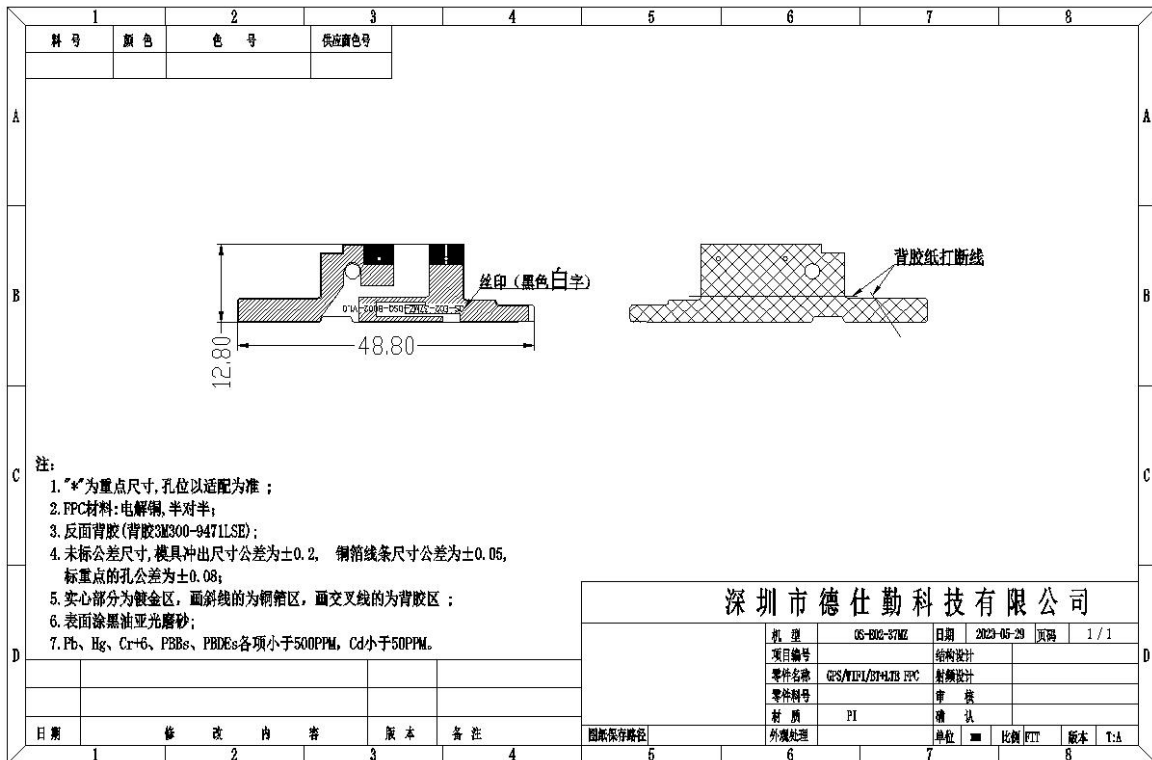 1 2 3 4 5 6 7 8
料 号 颜 色 色 号 供应商色号
A A
B B
C C
D D
丝印（黑色白字）
背胶纸打断线
12.80
48.80
注:
1."*"为重点尺寸,孔位以适配为准；
2.FPC材料:电解铜,半对半;
3.反面背胶(背胶3M300-9471LSE);
4.未标公差尺寸,模具冲出尺寸公差为±0.2, 铜箔线条尺寸公差为±0.05,
标重点的孔公差为±0.08;
5.实心部分为镀金区，画斜线的为铜箔区，画交叉线的为背胶区；
6.表面涂黑油亚光磨砂;
7.Pb、Hg、Cr+6、PBBs、PBDEs各项小于500PPM，Cd小于50PPM。
深圳市德仕勤科技有限公司
机 型 OS-E02-37MZ 日期 2023-05-29 页码 1 / 1
项目编号 结构设计
零件名称 GPS/WIFI/BT+LTB FPC 射频设计
零件料号 审 核
材 质 PI 确 认
图纸保存路径 外观处理 单位 mm 比例 FIT 版本 T:A
日期 修 改 内 容 版 本 备 注
1 2 3 4 5 6 7 8